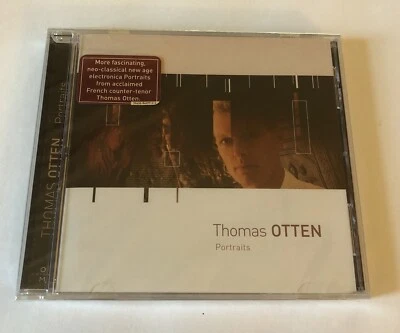 More fascinating,
neo-classical new age
electronica Portraits
from acclaimed
French counter-tenor
Thomas Otten.
THOMAS OTTEN Portraits
Thomas OTTEN
Portraits